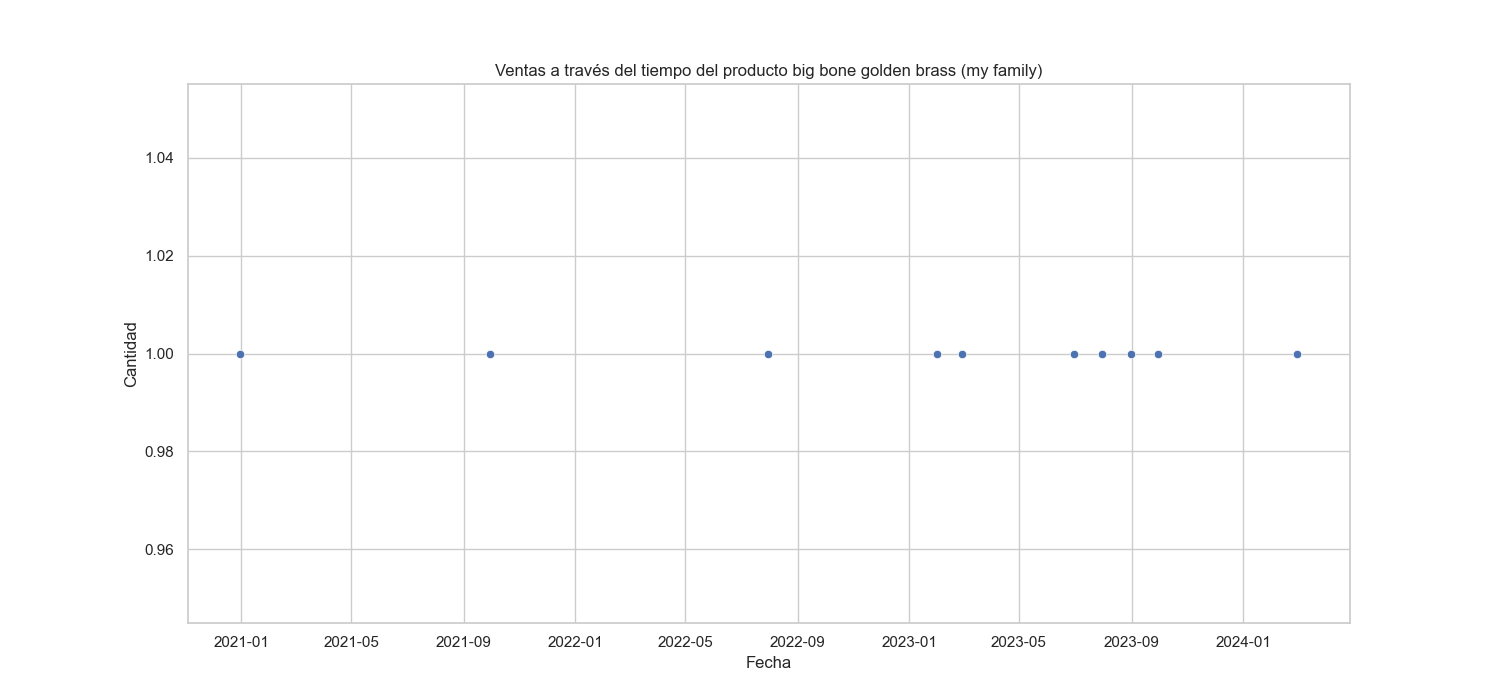 Ventas a través del tiempo del producto big bone golden brass (my family)
1.04
1.02
1.00
0.98
0.96
Cantidad
2021-01 2021-05 2021-09 2022-01 2022-05 2022-09 2023-01 2023-05 2023-09 2024-01
Fecha